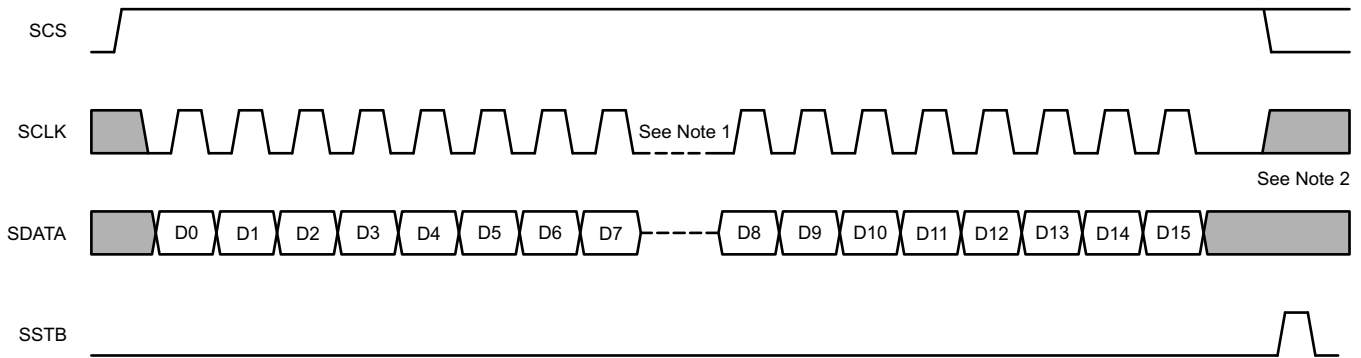 SCS
SCLK
See Note 1
See Note 2
SDATA D0 D1 D2 D3 D4 D5 D6 D7 D8 D9 D10 D11 D12 D13 D14 D15
SSTB